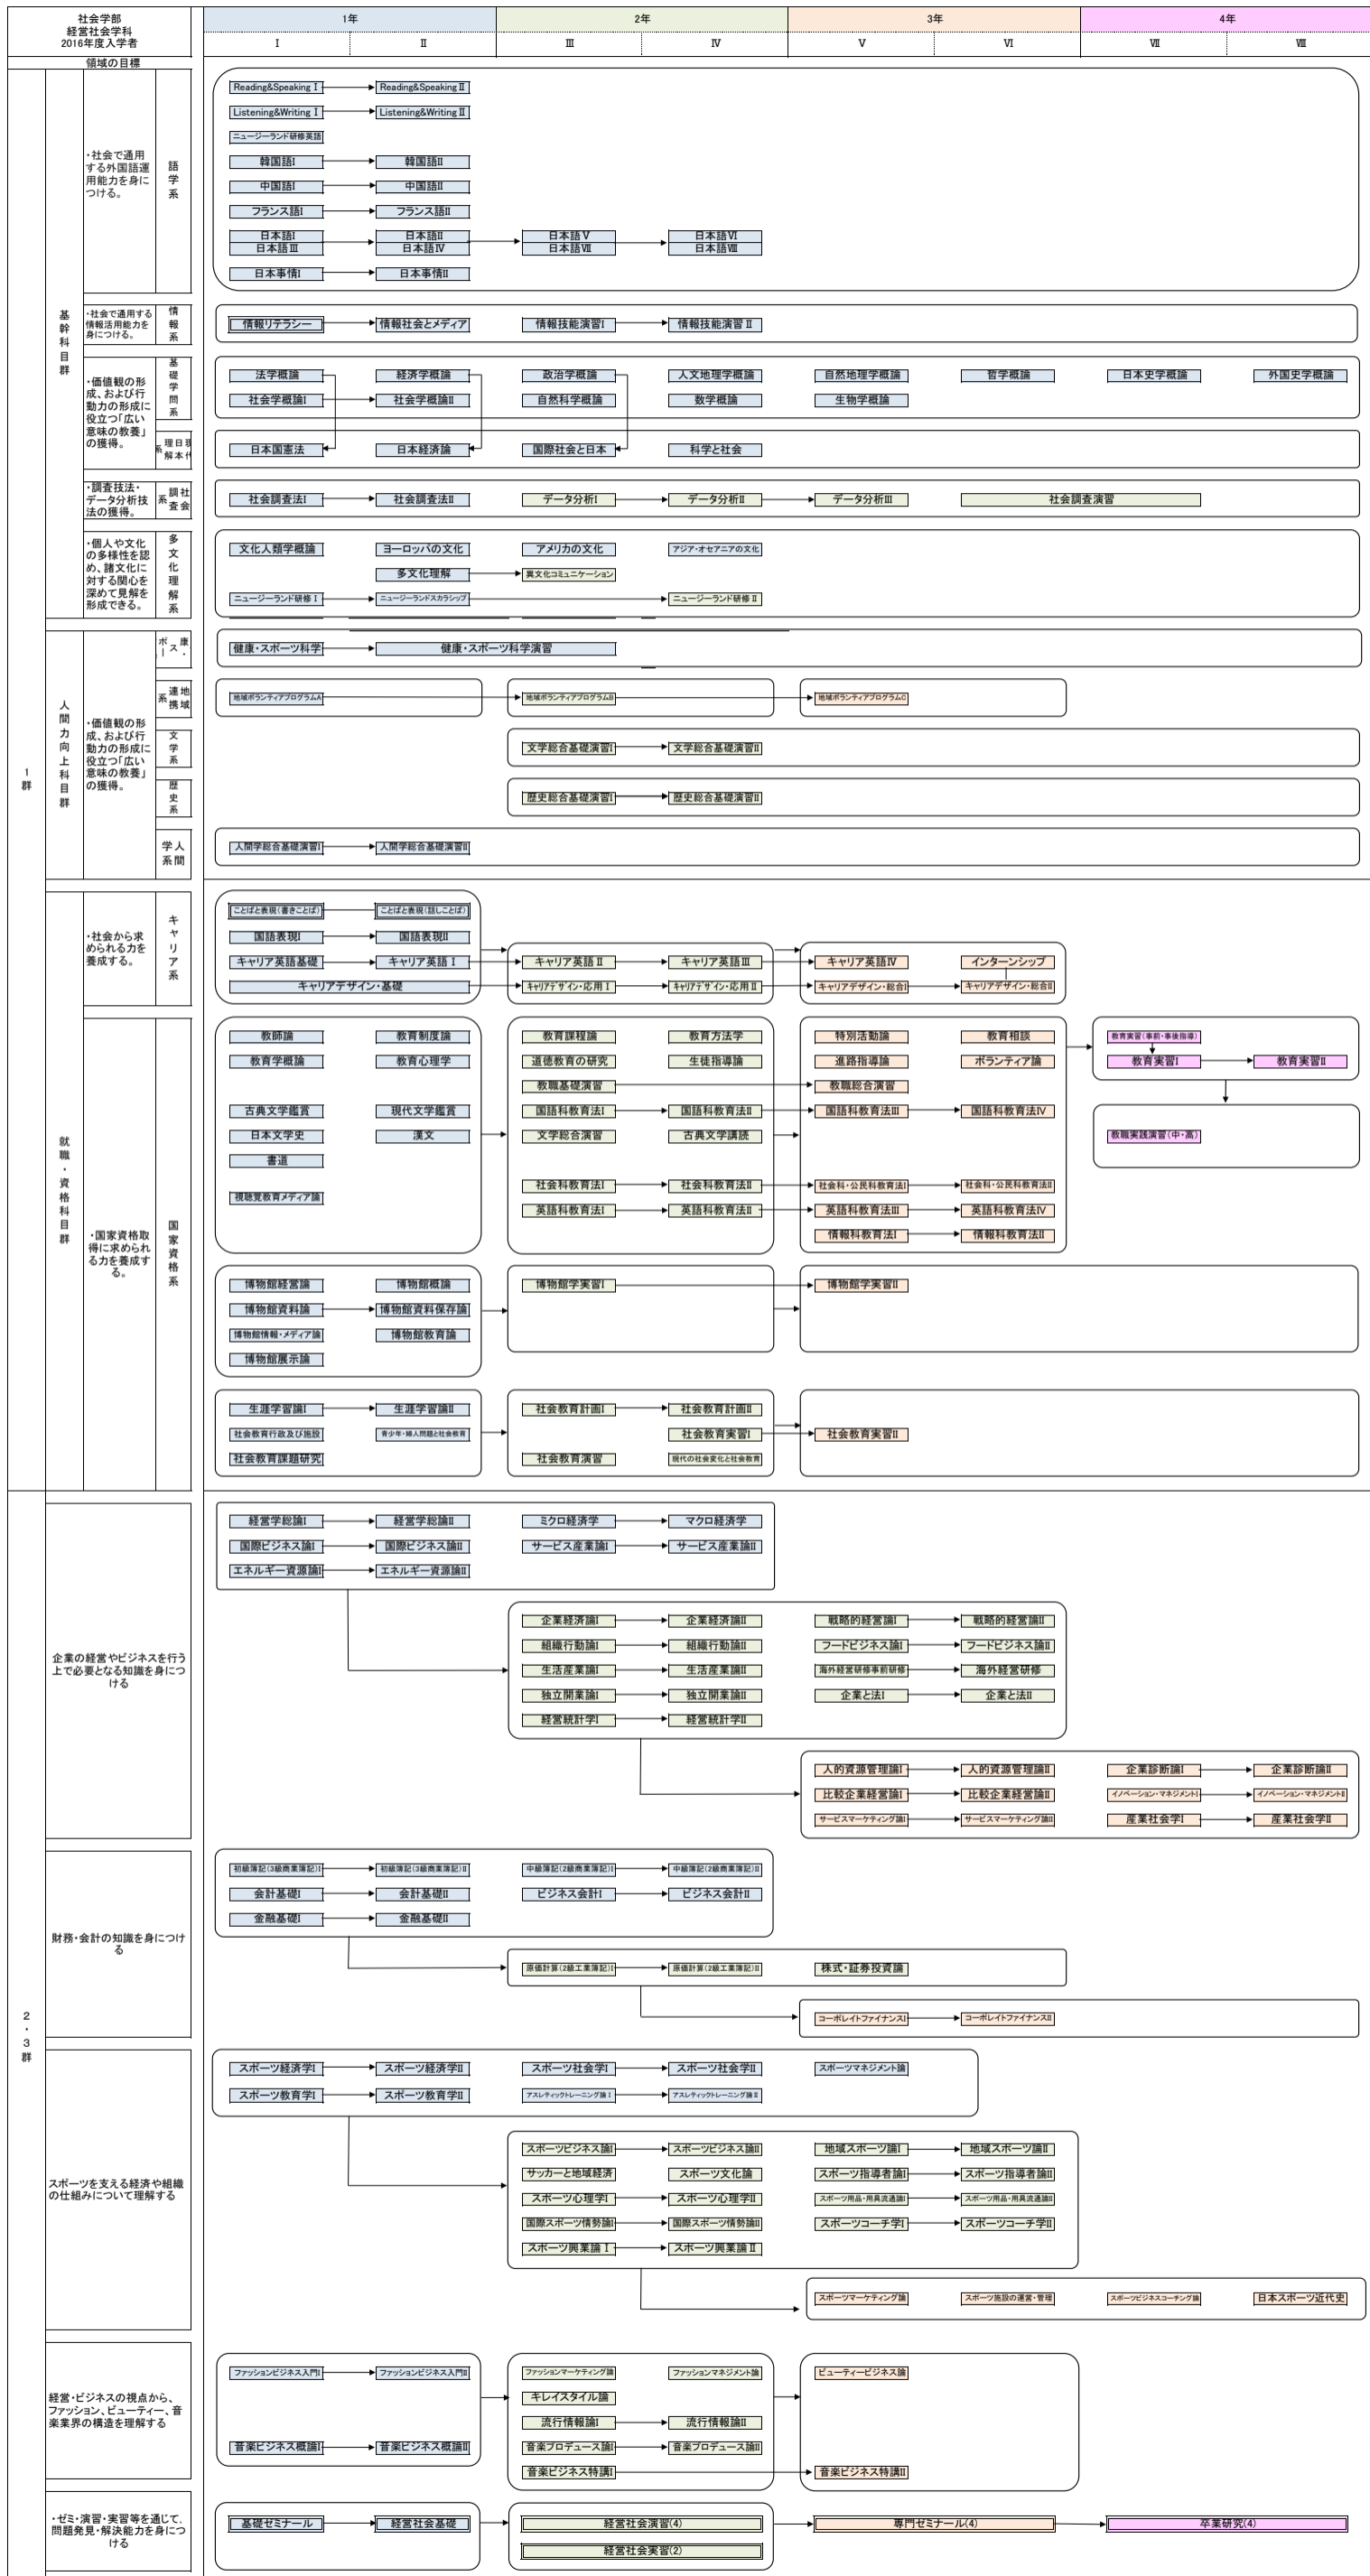 社会学部
経営社会学科
2016年度入学者
1年
2年
3年
4年
Ⅰ
Ⅱ
Ⅲ
Ⅳ
Ⅴ
Ⅵ
Ⅶ
Ⅷ
領域の目標
1群
基幹科目群
・社会で通用
する外国語運
用能力を身に
つける。
語学系
Reading&Speaking Ⅰ
Reading&Speaking Ⅱ
Listening&Writing Ⅰ
Listening&Writing Ⅱ
ニュージーランド研修英語
韓国語Ⅰ
韓国語Ⅱ
中国語Ⅰ
中国語Ⅱ
フランス語Ⅰ
フランス語Ⅱ
日本語Ⅰ
日本語Ⅱ
日本語Ⅴ
日本語Ⅵ
日本語Ⅲ
日本語Ⅳ
日本語Ⅶ
日本語Ⅷ
日本事情Ⅰ
日本事情Ⅱ
・社会で通用する
情報活用能力を
身につける。
情報系
情報リテラシー
情報社会とメディア
情報技能演習Ⅰ
情報技能演習Ⅱ
・価値観の形
成、および行
動力の形成に
役立つ「広い
意味の教養」
の獲得。
基礎学問系
法学概論
経済学概論
政治学概論
人文地理学概論
自然地理学概論
哲学概論
日本史学概論
外国史学概論
社会学概論Ⅰ
社会学概論Ⅱ
自然科学概論
数学概論
生物学概論
現代日本理解系
日本国憲法
日本経済論
国際社会と日本
科学と社会
・調査技法・
データ分析技
法の獲得。
社会調査系
社会調査法Ⅰ
社会調査法Ⅱ
データ分析Ⅰ
データ分析Ⅱ
データ分析Ⅲ
社会調査演習
・個人や文化
の多様性を認
め、諸文化に
対する関心を
深めて見解を
形成できる。
多文化理解系
文化人類学概論
ヨーロッパの文化
アメリカの文化
アジア・オセアニアの文化
多文化理解
異文化コミュニケーション
ニュージーランド研修Ⅰ
ニュージーランドスカラシップ
ニュージーランド研修Ⅱ
人間力向上科目群
・価値観の形
成、および行
動力の形成に
役立つ「広い
意味の教養」
の獲得。
康・
スポー
健康・スポーツ科学
健康・スポーツ科学演習
地域連携系
地域ボランティアプログラムA
地域ボランティアプログラムB
地域ボランティアプログラムC
文学系
文学総合基礎演習Ⅰ
文学総合基礎演習Ⅱ
歴史系
歴史総合基礎演習Ⅰ
歴史総合基礎演習Ⅱ
人間学系
人間学総合基礎演習Ⅰ
人間学総合基礎演習Ⅱ
就職・資格科目群
・社会から求
められる力を
養成する。
キャリア系
ことばと表現(書きことば)
ことばと表現(話しことば)
国語表現Ⅰ
国語表現Ⅱ
キャリア英語基礎
キャリア英語Ⅰ
キャリア英語Ⅱ
キャリア英語Ⅲ
キャリア英語Ⅳ
インターンシップ
キャリアデザイン・基礎
キャリアデザイン・応用Ⅰ
キャリアデザイン・応用Ⅱ
キャリアデザイン・総合Ⅰ
キャリアデザイン・総合Ⅱ
・国家資格取
得に求められ
る力を養成す
る。
国家資格系
教師論
教育制度論
教育課程論
教育方法学
特別活動論
教育相談
教育実習(事前・事後指導)
教育学概論
教育心理学
道徳教育の研究
生徒指導論
進路指導論
ボランティア論
教育実習Ⅰ
教育実習Ⅱ
教職基礎演習
教職総合演習
古典文学鑑賞
現代文学鑑賞
国語科教育法Ⅰ
国語科教育法Ⅱ
国語科教育法Ⅲ
国語科教育法Ⅳ
日本文学史
漢文
文学総合演習
古典文学講読
教職実践演習(中・高)
書道
視聴覚教育メディア論
社会科教育法Ⅰ
社会科教育法Ⅱ
社会科・公民科教育法Ⅰ
社会科・公民科教育法Ⅱ
英語科教育法Ⅰ
英語科教育法Ⅱ
英語科教育法Ⅲ
英語科教育法Ⅳ
情報科教育法Ⅰ
情報科教育法Ⅱ
博物館経営論
博物館概論
博物館学実習Ⅰ
博物館学実習Ⅱ
博物館資料論
博物館資料保存論
博物館情報・メディア論
博物館教育論
博物館展示論
生涯学習論Ⅰ
生涯学習論Ⅱ
社会教育計画Ⅰ
社会教育計画Ⅱ
社会教育行政及び施設
青少年・婦人問題と社会教育
社会教育実習Ⅰ
社会教育実習Ⅱ
社会教育課題研究
社会教育演習
現代の社会変化と社会教育
2・3群
企業の経営やビジネスを行う
上で必要となる知識を身につ
ける
経営学総論Ⅰ
経営学総論Ⅱ
ミクロ経済学
マクロ経済学
国際ビジネス論Ⅰ
国際ビジネス論Ⅱ
サービス産業論Ⅰ
サービス産業論Ⅱ
エネルギー資源論Ⅰ
エネルギー資源論Ⅱ
企業経済論Ⅰ
企業経済論Ⅱ
戦略的経営論Ⅰ
戦略的経営論Ⅱ
組織行動論Ⅰ
組織行動論Ⅱ
フードビジネス論Ⅰ
フードビジネス論Ⅱ
生活産業論Ⅰ
生活産業論Ⅱ
海外経営研修事前研修
海外経営研修
独立開業論Ⅰ
独立開業論Ⅱ
企業と法Ⅰ
企業と法Ⅱ
経営統計学Ⅰ
経営統計学Ⅱ
人的資源管理論Ⅰ
人的資源管理論Ⅱ
企業診断論Ⅰ
企業診断論Ⅱ
比較企業経営論Ⅰ
比較企業経営論Ⅱ
イノベーション・マネジメントⅠ
イノベーション・マネジメントⅡ
サービスマーケティング論Ⅰ
サービスマーケティング論Ⅱ
産業社会学Ⅰ
産業社会学Ⅱ
財務・会計の知識を身につけ
る
初級簿記(3級商業簿記)Ⅰ
初級簿記(3級商業簿記)Ⅱ
中級簿記(2級商業簿記)Ⅰ
中級簿記(2級商業簿記)Ⅱ
会計基礎Ⅰ
会計基礎Ⅱ
ビジネス会計Ⅰ
ビジネス会計Ⅱ
金融基礎Ⅰ
金融基礎Ⅱ
原価計算(2級工業簿記)Ⅰ
原価計算(2級工業簿記)Ⅱ
株式・証券投資論
コーポレイトファイナンスⅠ
コーポレイトファイナンスⅡ
スポーツを支える経済や組織
の仕組みについて理解する
スポーツ経済学Ⅰ
スポーツ経済学Ⅱ
スポーツ社会学Ⅰ
スポーツ社会学Ⅱ
スポーツマネジメント論
スポーツ教育学Ⅰ
スポーツ教育学Ⅱ
アスレティックトレーニング論Ⅰ
アスレティックトレーニング論Ⅱ
スポーツビジネス論Ⅰ
スポーツビジネス論Ⅱ
地域スポーツ論Ⅰ
地域スポーツ論Ⅱ
サッカーと地域経済
スポーツ文化論
スポーツ指導者論Ⅰ
スポーツ指導者論Ⅱ
スポーツ心理学Ⅰ
スポーツ心理学Ⅱ
スポーツ用品・用具流通論Ⅰ
スポーツ用品・用具流通論Ⅱ
国際スポーツ情勢論Ⅰ
国際スポーツ情勢論Ⅱ
スポーツコーチ学Ⅰ
スポーツコーチ学Ⅱ
スポーツ興業論Ⅰ
スポーツ興業論Ⅱ
スポーツマーケティング論
スポーツ施設の運営・管理
スポーツビジネスコーチング論
日本スポーツ近代史
経営・ビジネスの視点から、
ファッション、ビューティー、音
楽業界の構造を理解する
ファッションビジネス入門Ⅰ
ファッションビジネス入門Ⅱ
ファッションマーケティング論
ファッションマネジメント論
ビューティービジネス論
キレイスタイル論
流行情報論Ⅰ
流行情報論Ⅱ
音楽ビジネス概論Ⅰ
音楽ビジネス概論Ⅱ
音楽プロデュース論Ⅰ
音楽プロデュース論Ⅱ
音楽ビジネス特講Ⅰ
音楽ビジネス特講Ⅱ
・ゼミ・演習・実習等を通じて、
問題発見・解決能力を身につ
ける
基礎ゼミナール
経営社会基礎
経営社会演習(4)
専門ゼミナール(4)
卒業研究(4)
経営社会実習(2)